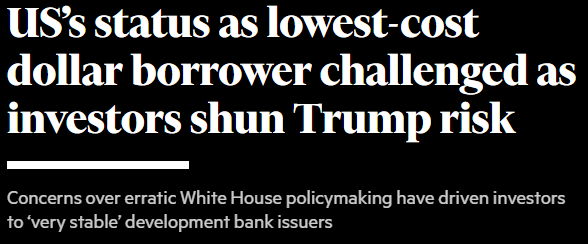 US’s status as lowest-cost
dollar borrower challenged as
investors shun Trump risk
Concerns over erratic White House policymaking have driven investors
to ‘very stable’ development bank issuers